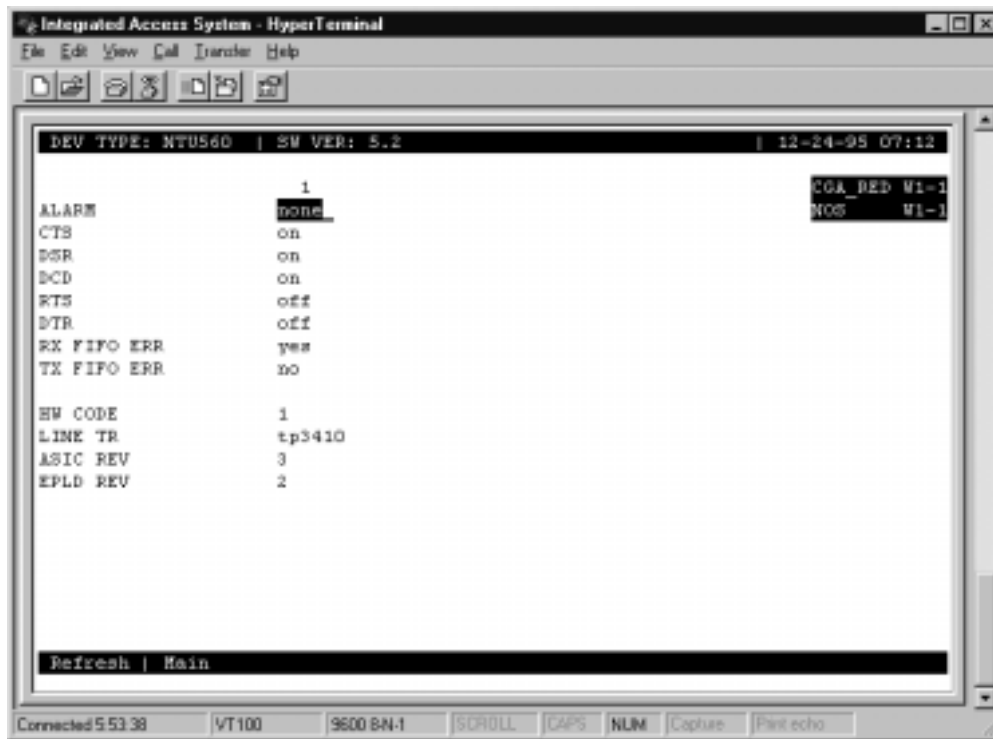 Integrated Access System - HyperTerminal
File Edit View Call Transfer Help
DEV TYPE: NTU560 | SW VER: 5.2 | 12-24-95 07:12
1 CGA_RED W1-1
ALARM none_ NOS W1-1
CTS on
DSR on
DCD on
RTS off
DTR off
RX FIFO ERR yes
TX FIFO ERR no
HW CODE 1
LINE TR tp3410
ASIC REV 3
EPLD REV 2
Refresh | Main
Connected 5:53:38 VT100 9600 8-N-1 SCROLL CAPS NUM Capture Print echo